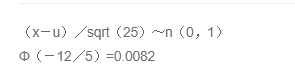 （x－u）／sqrt（25）～n（0，1）
Φ（－12／5）=0.0082